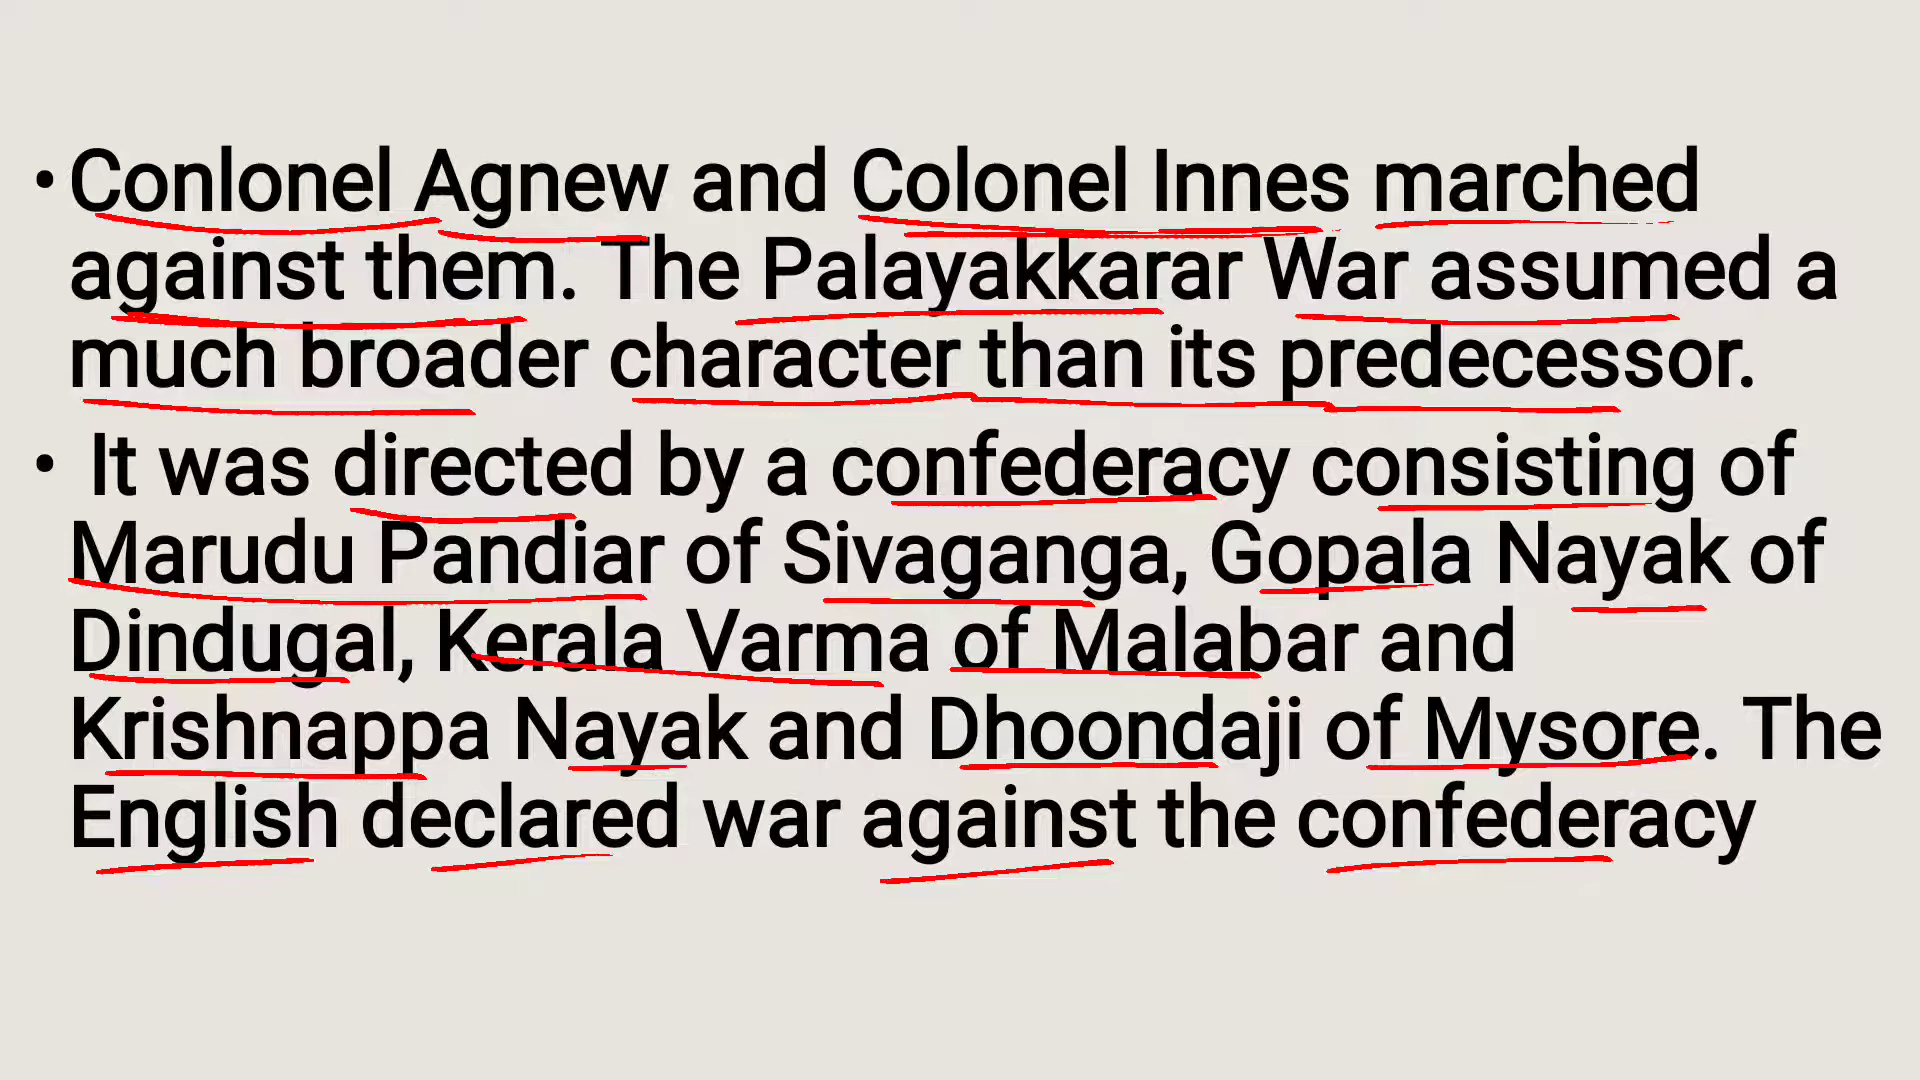 • Conlonel Agnew and Colonel Innes marched
against them. The Palayakkarar War assumed a
much broader character than its predecessor.
• It was directed by a confederacy consisting of
Marudu Pandiar of Sivaganga, Gopala Nayak of
Dindugal, Kerala Varma of Malabar and
Krishnappa Nayak and Dhoondaji of Mysore. The
English declared war against the confederacy